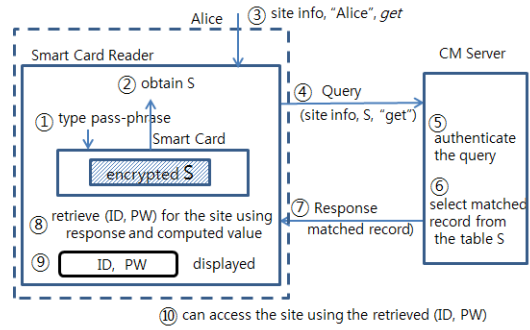 Alice
③ site info, “Alice”, get
Smart Card Reader
CM Server
② obtain S
④ Query
(site info, S, “get”)
① type pass-phrase
Smart Card
encrypted S
⑤
authenticate
the query
⑥
select matched
record from
the table S
⑦ Response
matched record)
⑧ retrieve (ID, PW) for the site using
response and computed value
⑨ ID, PW displayed
⑩ can access the site using the retrieved (ID, PW)